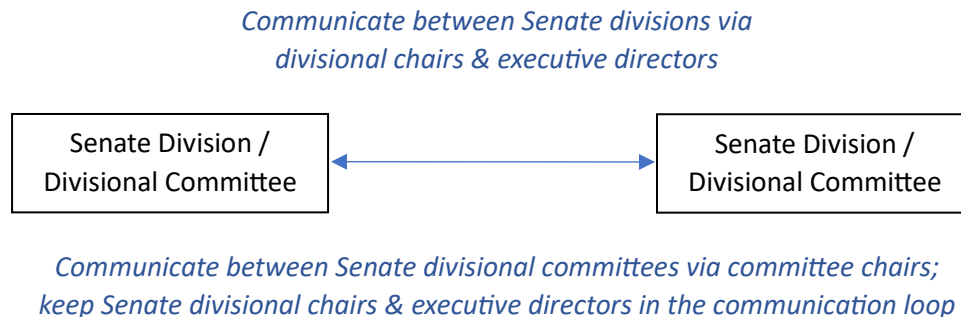 Communicate between Senate divisions via
divisional chairs & executive directors
Senate Division /
Divisional Committee
Senate Division /
Divisional Committee
Communicate between Senate divisional committees via committee chairs;
keep Senate divisional chairs & executive directors in the communication loop